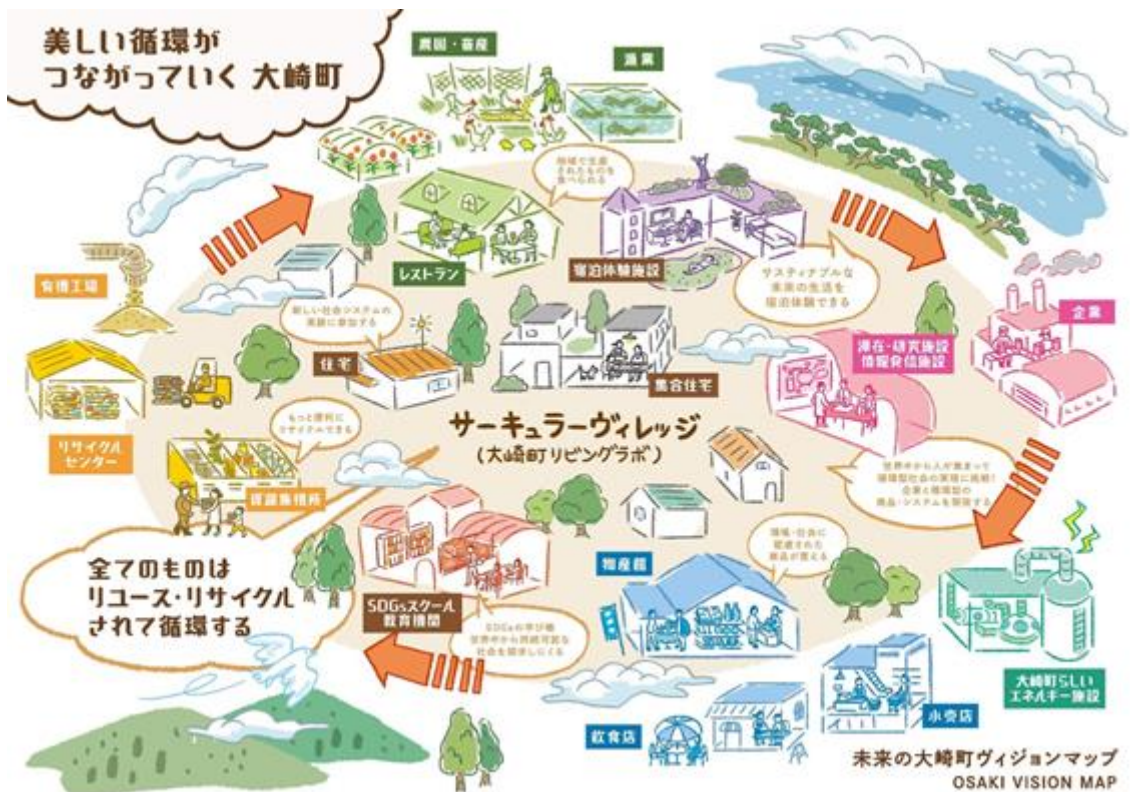 美しい循環が
つながっていく 大崎町
農園・畜産
漁業
地域で生産
されたものを
食べられる
有機工場
レストラン
宿泊体験施設
サスティナブルな
未来の生活を
宿泊体験できる
新しい社会システムの
実験に参加する
企業
住宅
集合住宅
滞在・研究施設
情報発信施設
リサイクル
センター
もっと便利に
リサイクルできる
サーキュラーヴィレッジ
(大崎町リビングラボ)
世界中から人が集まって
循環型社会の実現に挑戦!
企業と循環型の
商品・システムを開発する
資源集積所
環境・社会に
配慮された
商品が買える
物産館
全てのものは
リユース・リサイクル
されて循環する
SDGsスクール
教育機関
SDGsの学び舎
世界中から持続可能な
社会を探求しにくる
大崎町らしい
エネルギー施設
小売店
飲食店
未来の大崎町ヴィジョンマップ
OSAKI VISION MAP